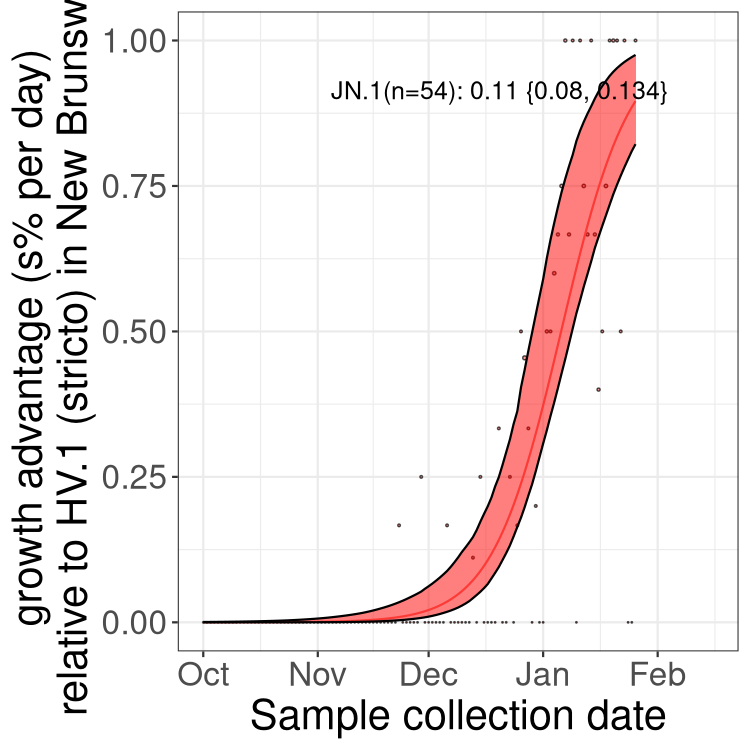 growth advantage (s% per day)
relative to HV.1 (stricto) in New Brunsw
1.00
0.75
0.50
0.25
0.00
JN.1(n=54): 0.11 {0.08, 0.134}
Oct Nov Dec Jan Feb
Sample collection date